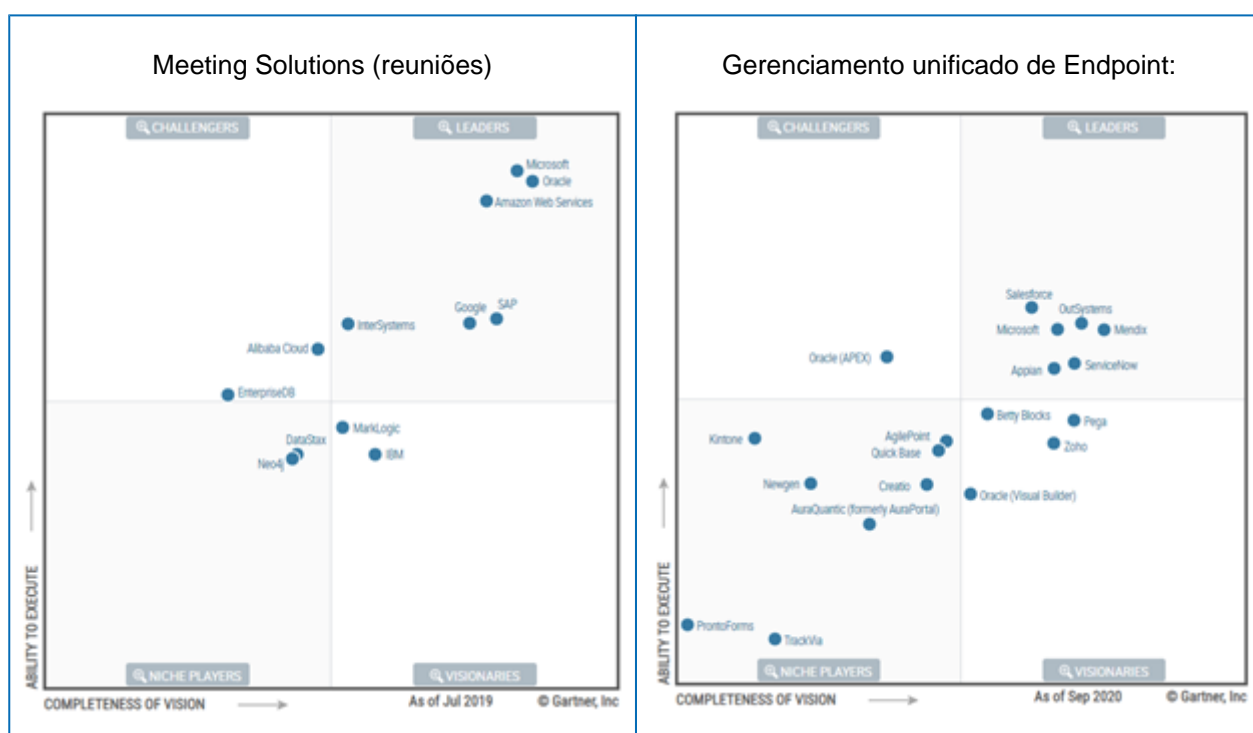 Meeting Solutions (reuniões)
CHALLENGERS
LEADERS
Microsoft
Oracle
Amazon Web Services
Google
SAP
InterSystems
Alibaba Cloud
EnterpriseDB
MarkLogic
DataStax
IBM
Neo4j
ABILITY TO EXECUTE
NICHE PLAYERS
VISIONARIES
COMPLETENESS OF VISION
As of Jul 2019
© Gartner, Inc
Gerenciamento unificado de Endpoint:
CHALLENGERS
LEADERS
Salesforce
OutSystems
Microsoft
Mendix
Oracle (APEX)
Appian
ServiceNow
Betty Blocks
Pega
Kintone
AgilePoint
Zoho
Quick Base
Newgen
Creatio
Oracle (Visual Builder)
AuraQuantic (formerly AuraPortal)
ProntoForms
TrackVia
ABILITY TO EXECUTE
NICHE PLAYERS
VISIONARIES
COMPLETENESS OF VISION
As of Sep 2020
© Gartner, Inc